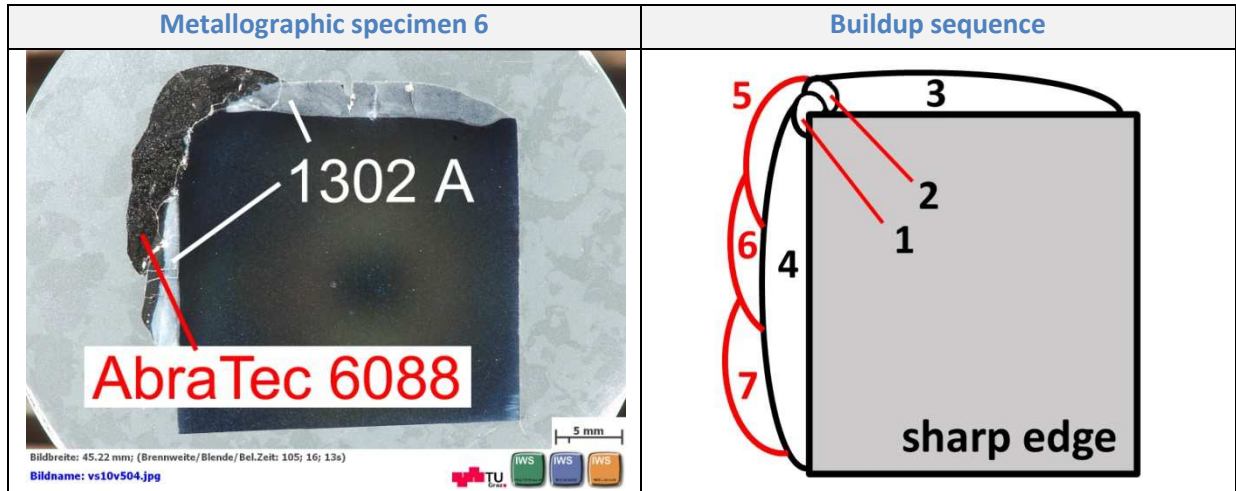 Metallographic specimen 6
Buildup sequence
1302 A
AbraTec 6088
5 mm
Bildbreite: 45.22 mm; (Brennweite/Blende/Bel.Zeit: 105; 16; 13s)
Bildname: vs10v504.jpg
TU
Graz
IWS
IWS
IWS
5
3
2
1
6
4
7
sharp edge